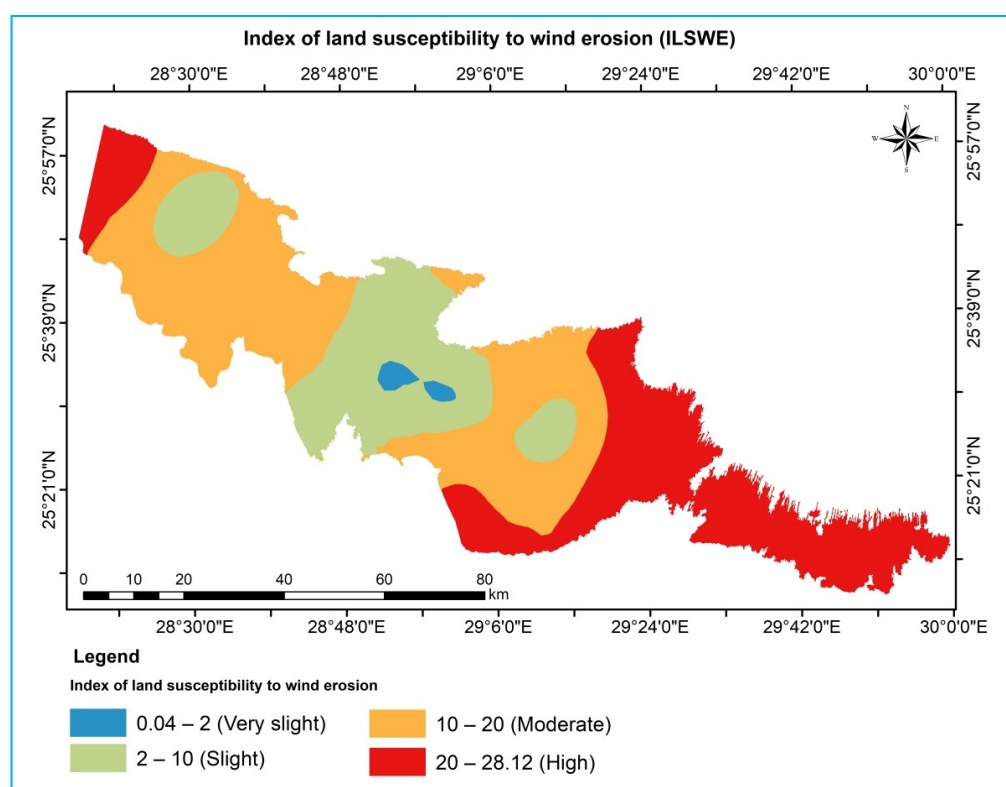 Index of land susceptibility to wind erosion (ILSWE)
28°30'0"E 28°48'0"E 29°6'0"E 29°24'0"E 29°42'0"E 30°0'0"E
N
W E
S
25°57'0"N 25°57'0"N
25°39'0"N 25°39'0"N
25°21'0"N 25°21'0"N
0 10 20 40 60 80
km
28°30'0"E 28°48'0"E 29°6'0"E 29°24'0"E 29°42'0"E 30°0'0"E
Legend
Index of land susceptibility to wind erosion
0.04 – 2 (Very slight)
2 – 10 (Slight)
10 – 20 (Moderate)
20 – 28.12 (High)